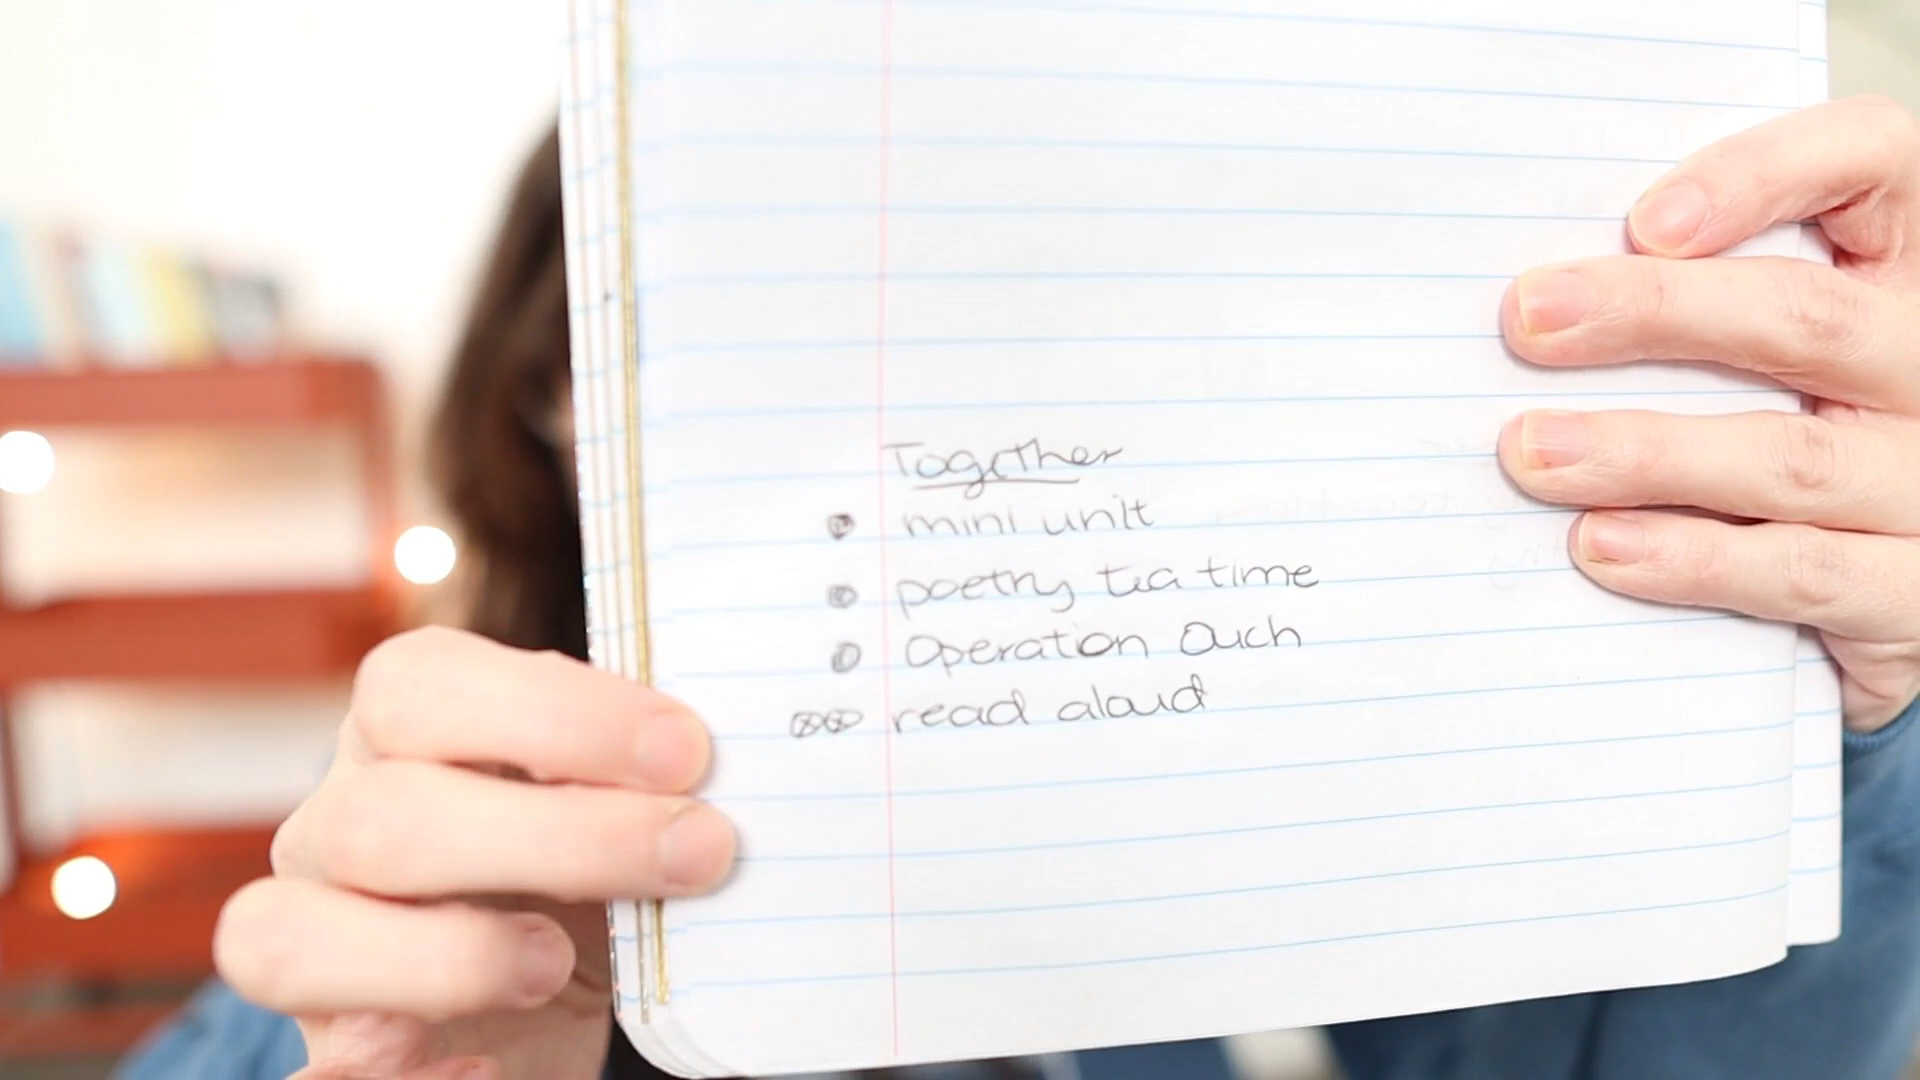 Together
mini unit
poetry tea time
Operation Ouch
read aloud